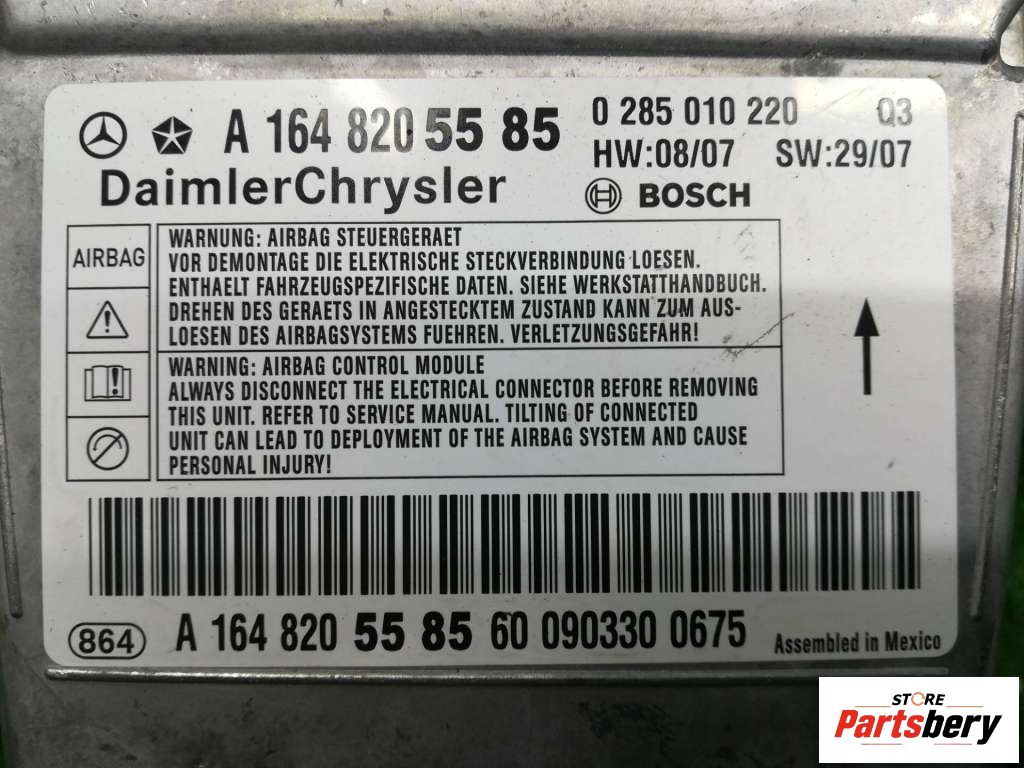 A 164 820 55 85
0 285 010 220 Q3
HW:08/07 SW:29/07
DaimlerChrysler
BOSCH
AIRBAG
WARNUNG: AIRBAG STEUERGERAET
VOR DEMONTAGE DIE ELEKTRISCHE STECKVERBINDUNG LOESEN.
ENTHAELT FAHRZEUGSPEZIFISCHE DATEN. SIEHE WERKSTATTHANDBUCH.
DREHEN DES GERAETS IN ANGESTECKTEM ZUSTAND KANN ZUM AUS-
LOESEN DES AIRBAGSYSTEMS FUEHREN. VERLETZUNGSGEFAHR!
WARNING: AIRBAG CONTROL MODULE
ALWAYS DISCONNECT THE ELECTRICAL CONNECTOR BEFORE REMOVING
THIS UNIT. REFER TO SERVICE MANUAL. TILTING OF CONNECTED
UNIT CAN LEAD TO DEPLOYMENT OF THE AIRBAG SYSTEM AND CAUSE
PERSONAL INJURY!
864 A 164 820 55 85 60 090330 0675
Assembled in Mexico
STORE
Partsbery